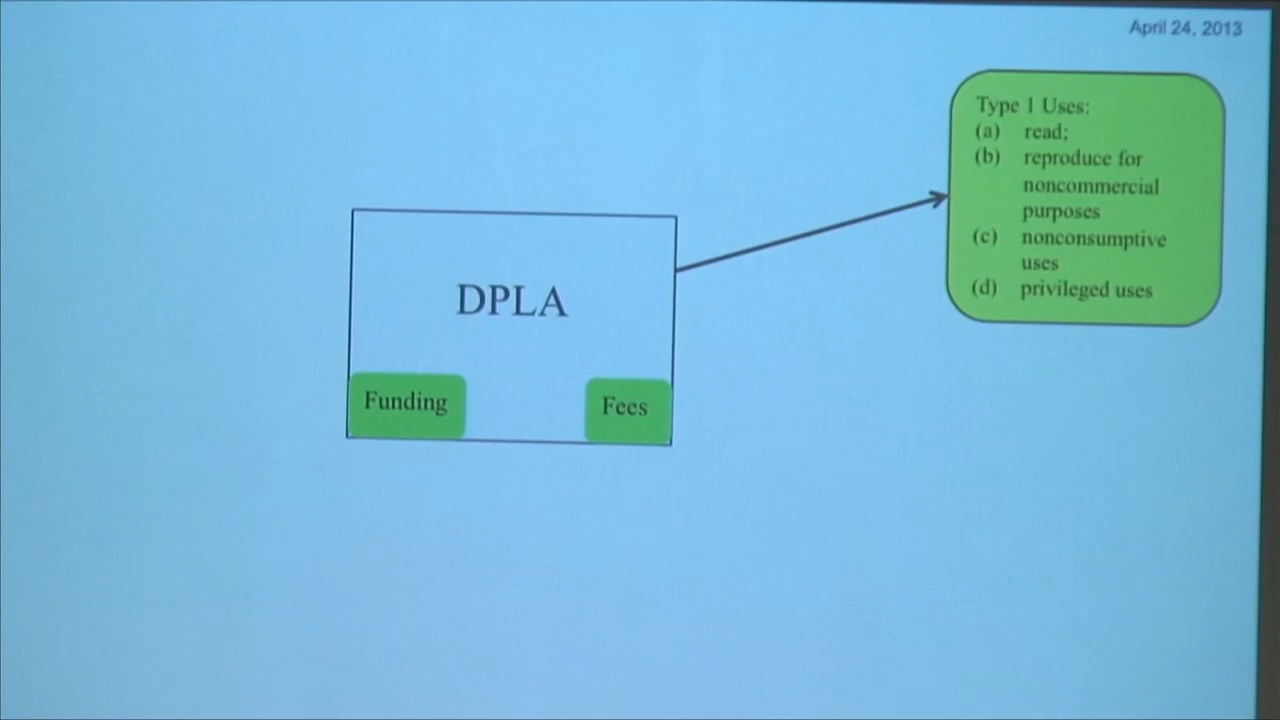 April 24, 2013
Type 1 Uses:
(a) read;
(b) reproduce for
noncommercial
purposes
(c) nonconsumptive
uses
(d) privileged uses
DPLA
Funding
Fees